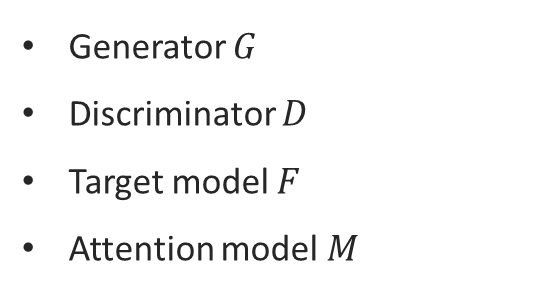 • Generator G
• Discriminator D
• Target model F
• Attention model M